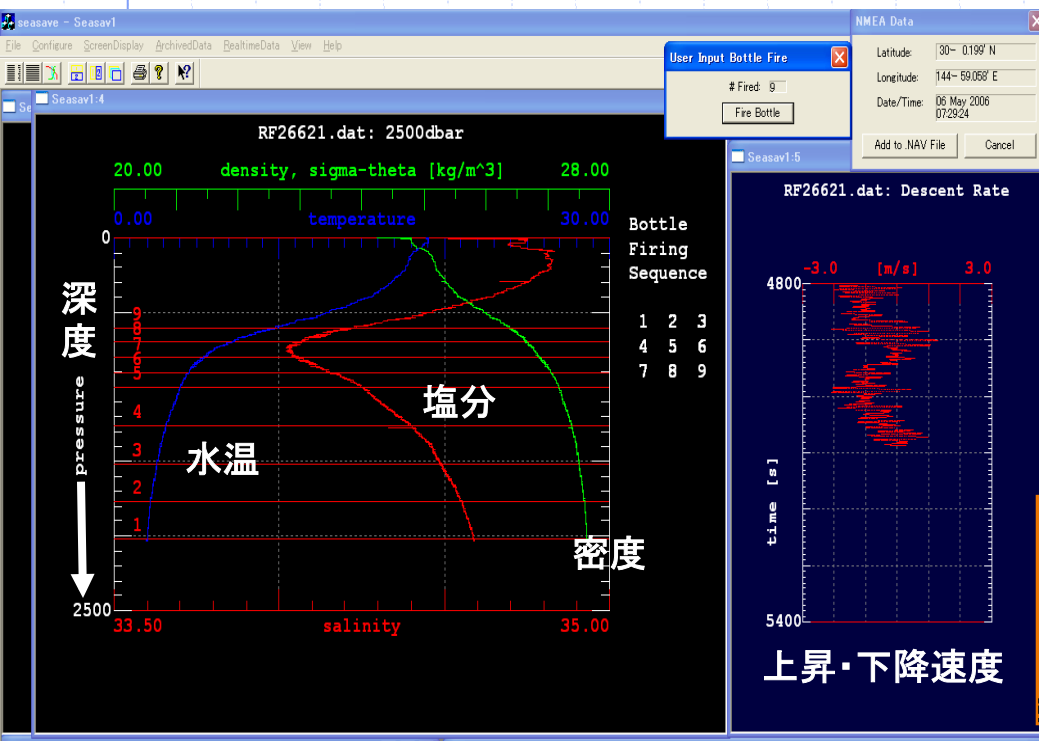 seasave - Seasav1
File Configure ScreenDisplay ArchivedData RealtimeData View Help
NMEA Data
Latitude: 30- 0.199' N
Longitude: 144- 59.058' E
Date/Time: 06 May 2006
07:29:24
Add to .NAV File Cancel
User Input Bottle Fire
# Fired: 9
Fire Bottle
Se
Seasav1:4
RF26621.dat: 2500dbar
20.00 density, sigma-theta [kg/m^3] 28.00
0.00 temperature 30.00
0
深度
pressure
2500
9
8
7
6
5
4
3
2
1
水温
塩分
密度
33.50 salinity 35.00
Bottle
Firing
Sequence
1 2 3
4 5 6
7 8 9
Seasav1:5
RF26621.dat: Descent Rate
-3.0 [m/s] 3.0
4800
time [s]
5400
上昇・下降速度